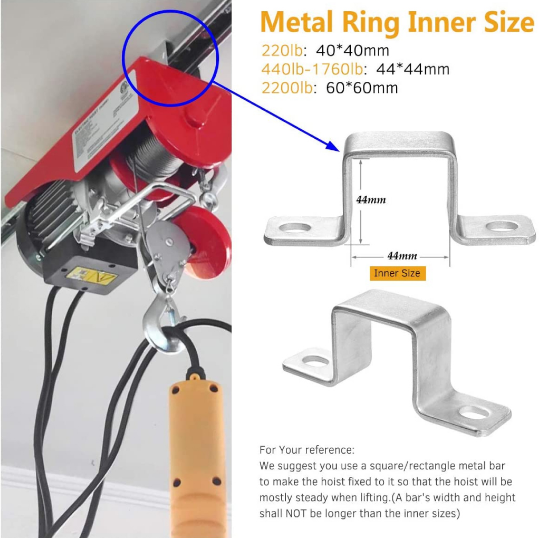 Metal Ring Inner Size
220lb: 40*40mm
440lb-1760lb: 44*44mm
2200lb: 60*60mm
44mm
44mm
Inner Size
For Your reference:
We suggest you use a square/rectangle metal bar
to make the hoist fixed to it so that the hoist will be
mostly steady when lifting.(A bar's width and height
shall NOT be longer than the inner sizes)